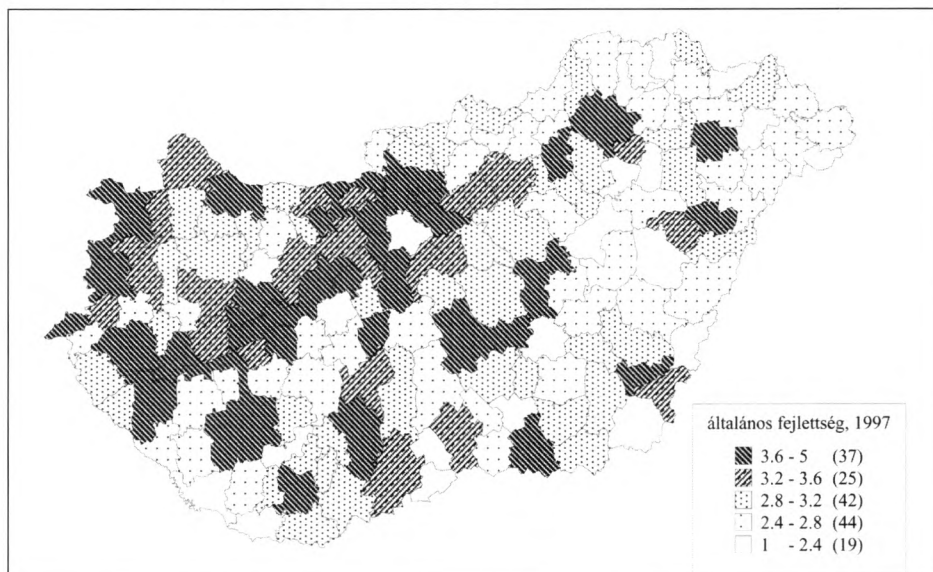 általános fejlettség, 1997
3.6 - 5 (37)
3.2 - 3.6 (25)
2.8 - 3.2 (42)
2.4 - 2.8 (44)
1 - 2.4 (19)